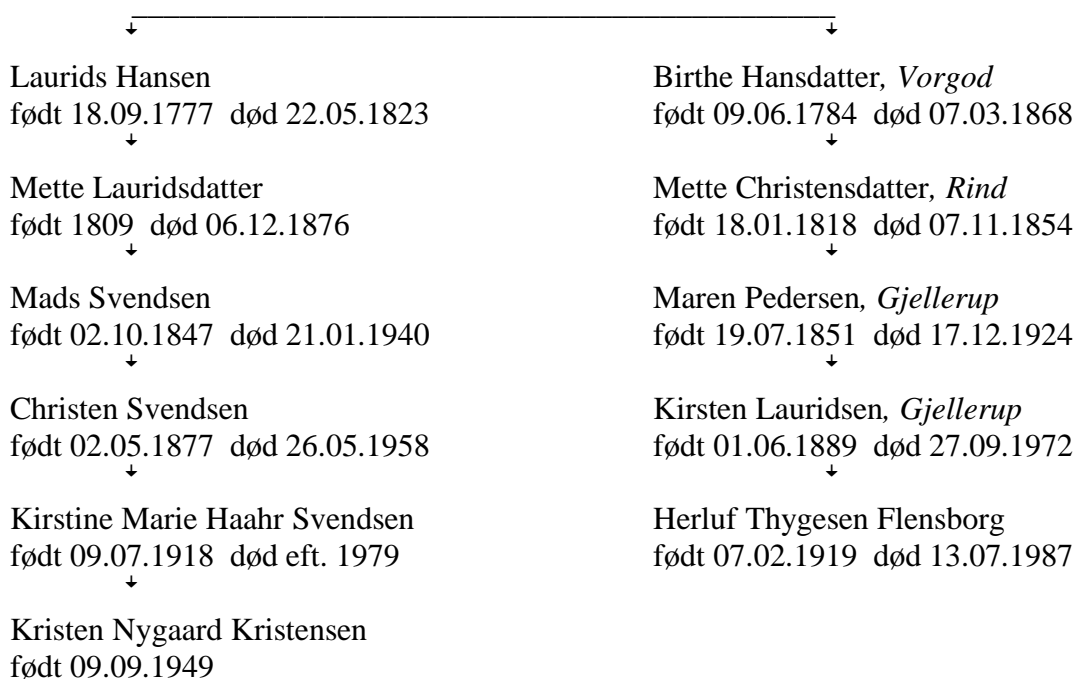 Laurids Hansen
født 18.09.1777 død 22.05.1823
Mette Lauridsdatter
født 1809 død 06.12.1876
Mads Svendsen
født 02.10.1847 død 21.01.1940
Christen Svendsen
født 02.05.1877 død 26.05.1958
Kirstine Marie Haahr Svendsen
født 09.07.1918 død eft. 1979
Kristen Nygaard Kristensen
født 09.09.1949
Birthe Hansdatter, Vorgod
født 09.06.1784 død 07.03.1868
Mette Christensdatter, Rind
født 18.01.1818 død 07.11.1854
Maren Pedersen, Gjellerup
født 19.07.1851 død 17.12.1924
Kirsten Lauridsen, Gjellerup
født 01.06.1889 død 27.09.1972
Herluf Thygesen Flensborg
født 07.02.1919 død 13.07.1987